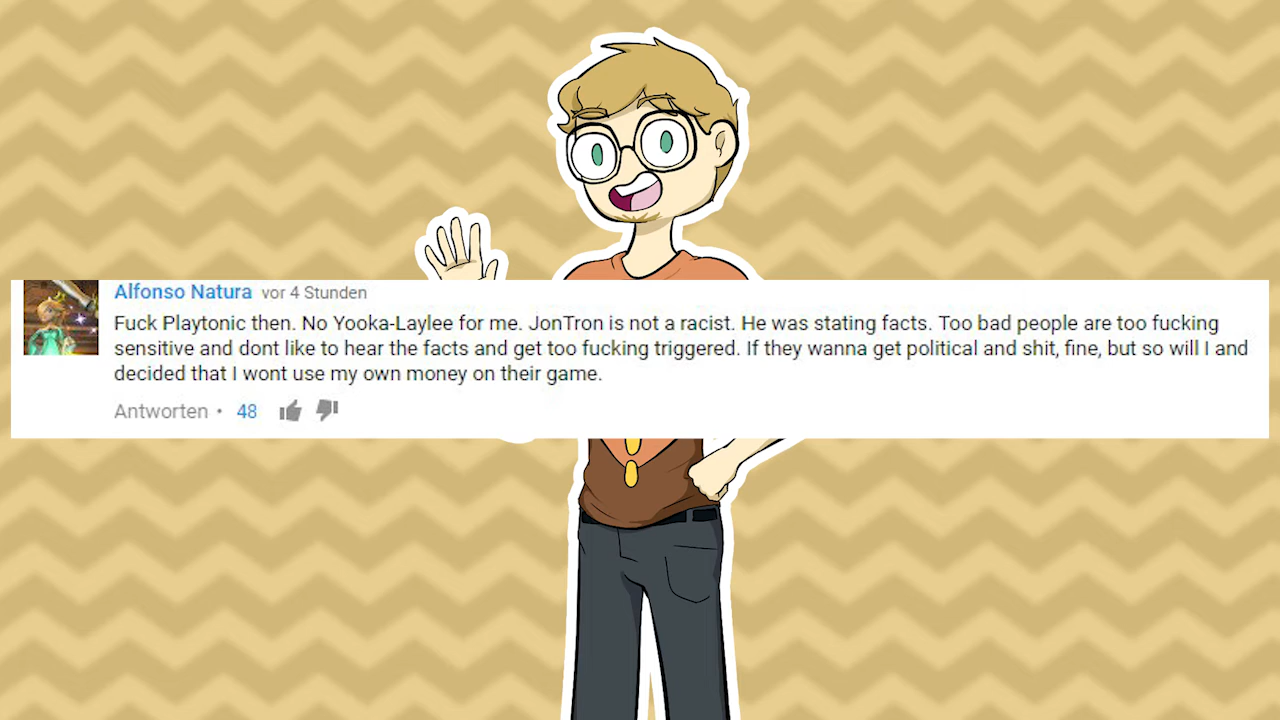 Alfonso Natura vor 4 Stunden
Fuck Playtonic then. No Yooka-Laylee for me. JonTron is not a racist. He was stating facts. Too bad people are too fucking
sensitive and dont like to hear the facts and get too fucking triggered. If they wanna get political and shit, fine, but so will I and
decided that I wont use my own money on their game.
Antworten • 48